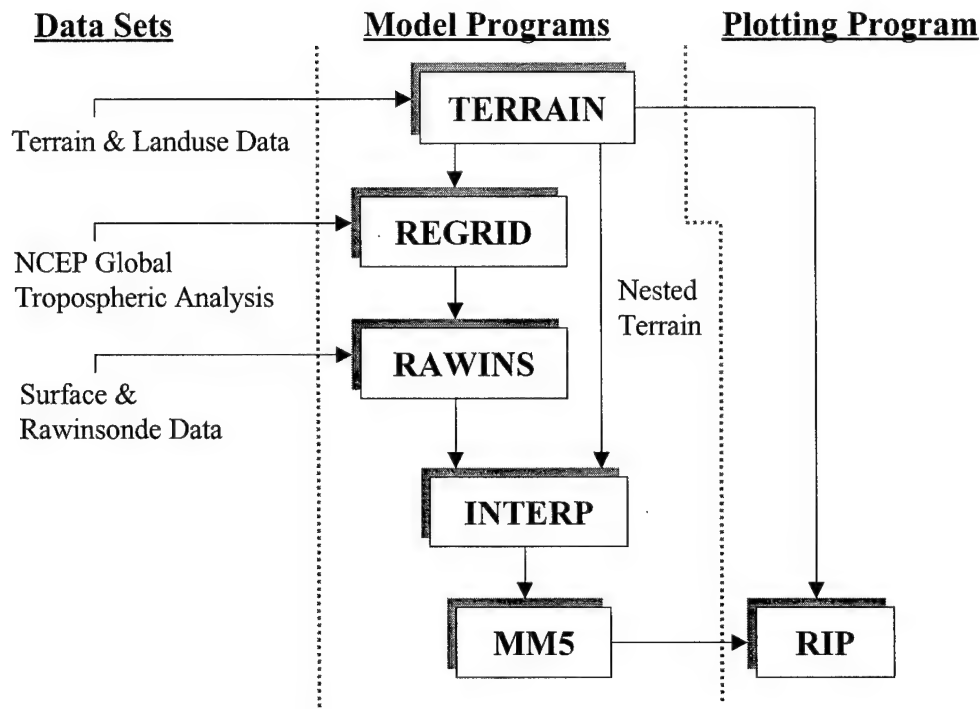 Data Sets
Model Programs
Plotting Program
TERRAIN
Terrain & Landuse Data
REGRID
NCEP Global
Tropospheric Analysis
Nested
Terrain
RAWINS
Surface &
Rawinsonde Data
INTERP
MM5
RIP